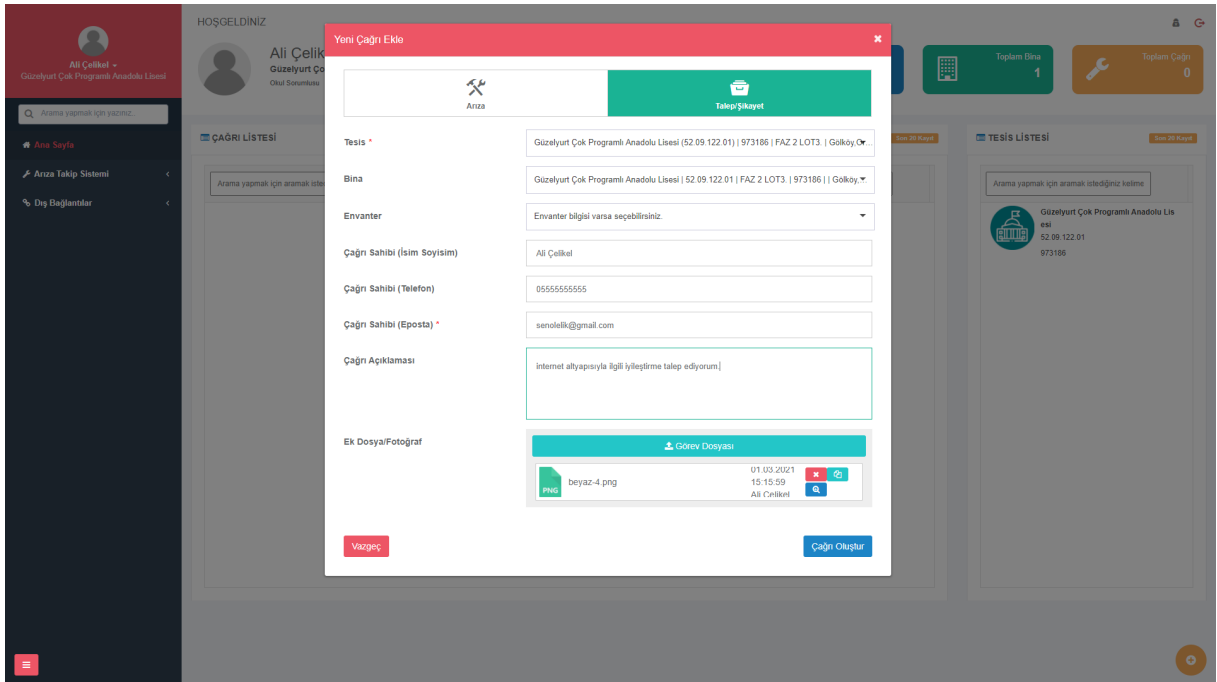 Ali Çelikel
Güzelyurt Çok Programlı Anadolu Lisesi
Arama yapmak için yazınız..
Ana Sayfa
Arıza Takip Sistemi
Dış Bağlantılar
HOŞGELDİNİZ
Ali Çelik
Güzelyurt Ço
Okul Sorumlusu
Toplam Bina
1
Toplam Çağrı
0
ÇAĞRI LİSTESİ
Son 20 Kayıt
Arama yapmak için aramak iste
TESİS LİSTESİ
Son 20 Kayıt
Arama yapmak için aramak istediğiniz kelime
Güzelyurt Çok Programlı Anadolu Lis
esi
52.09.122.01
973186
Yeni Çağrı Ekle
Arıza
Talep/Şikayet
Tesis *
Güzelyurt Çok Programlı Anadolu Lisesi (52.09.122.01) | 973186 | FAZ 2 LOT3. | Gölköy,Or...
Bina
Güzelyurt Çok Programlı Anadolu Lisesi | 52.09.122.01 | FAZ 2 LOT3. | 973186 | | Gölköy,
Envanter
Envanter bilgisi varsa seçebilirsiniz.
Çağrı Sahibi (İsim Soyisim)
Ali Çelikel
Çağrı Sahibi (Telefon)
05555555555
Çağrı Sahibi (Eposta) *
senolelik@gmail.com
Çağrı Açıklaması
internet altyapısıyla ilgili iyileştirme talep ediyorum.
Ek Dosya/Fotoğraf
Görev Dosyası
PNG
beyaz-4.png
01.03.2021
15:15:59
Ali Çelikel
Vazgeç
Çağrı Oluştur